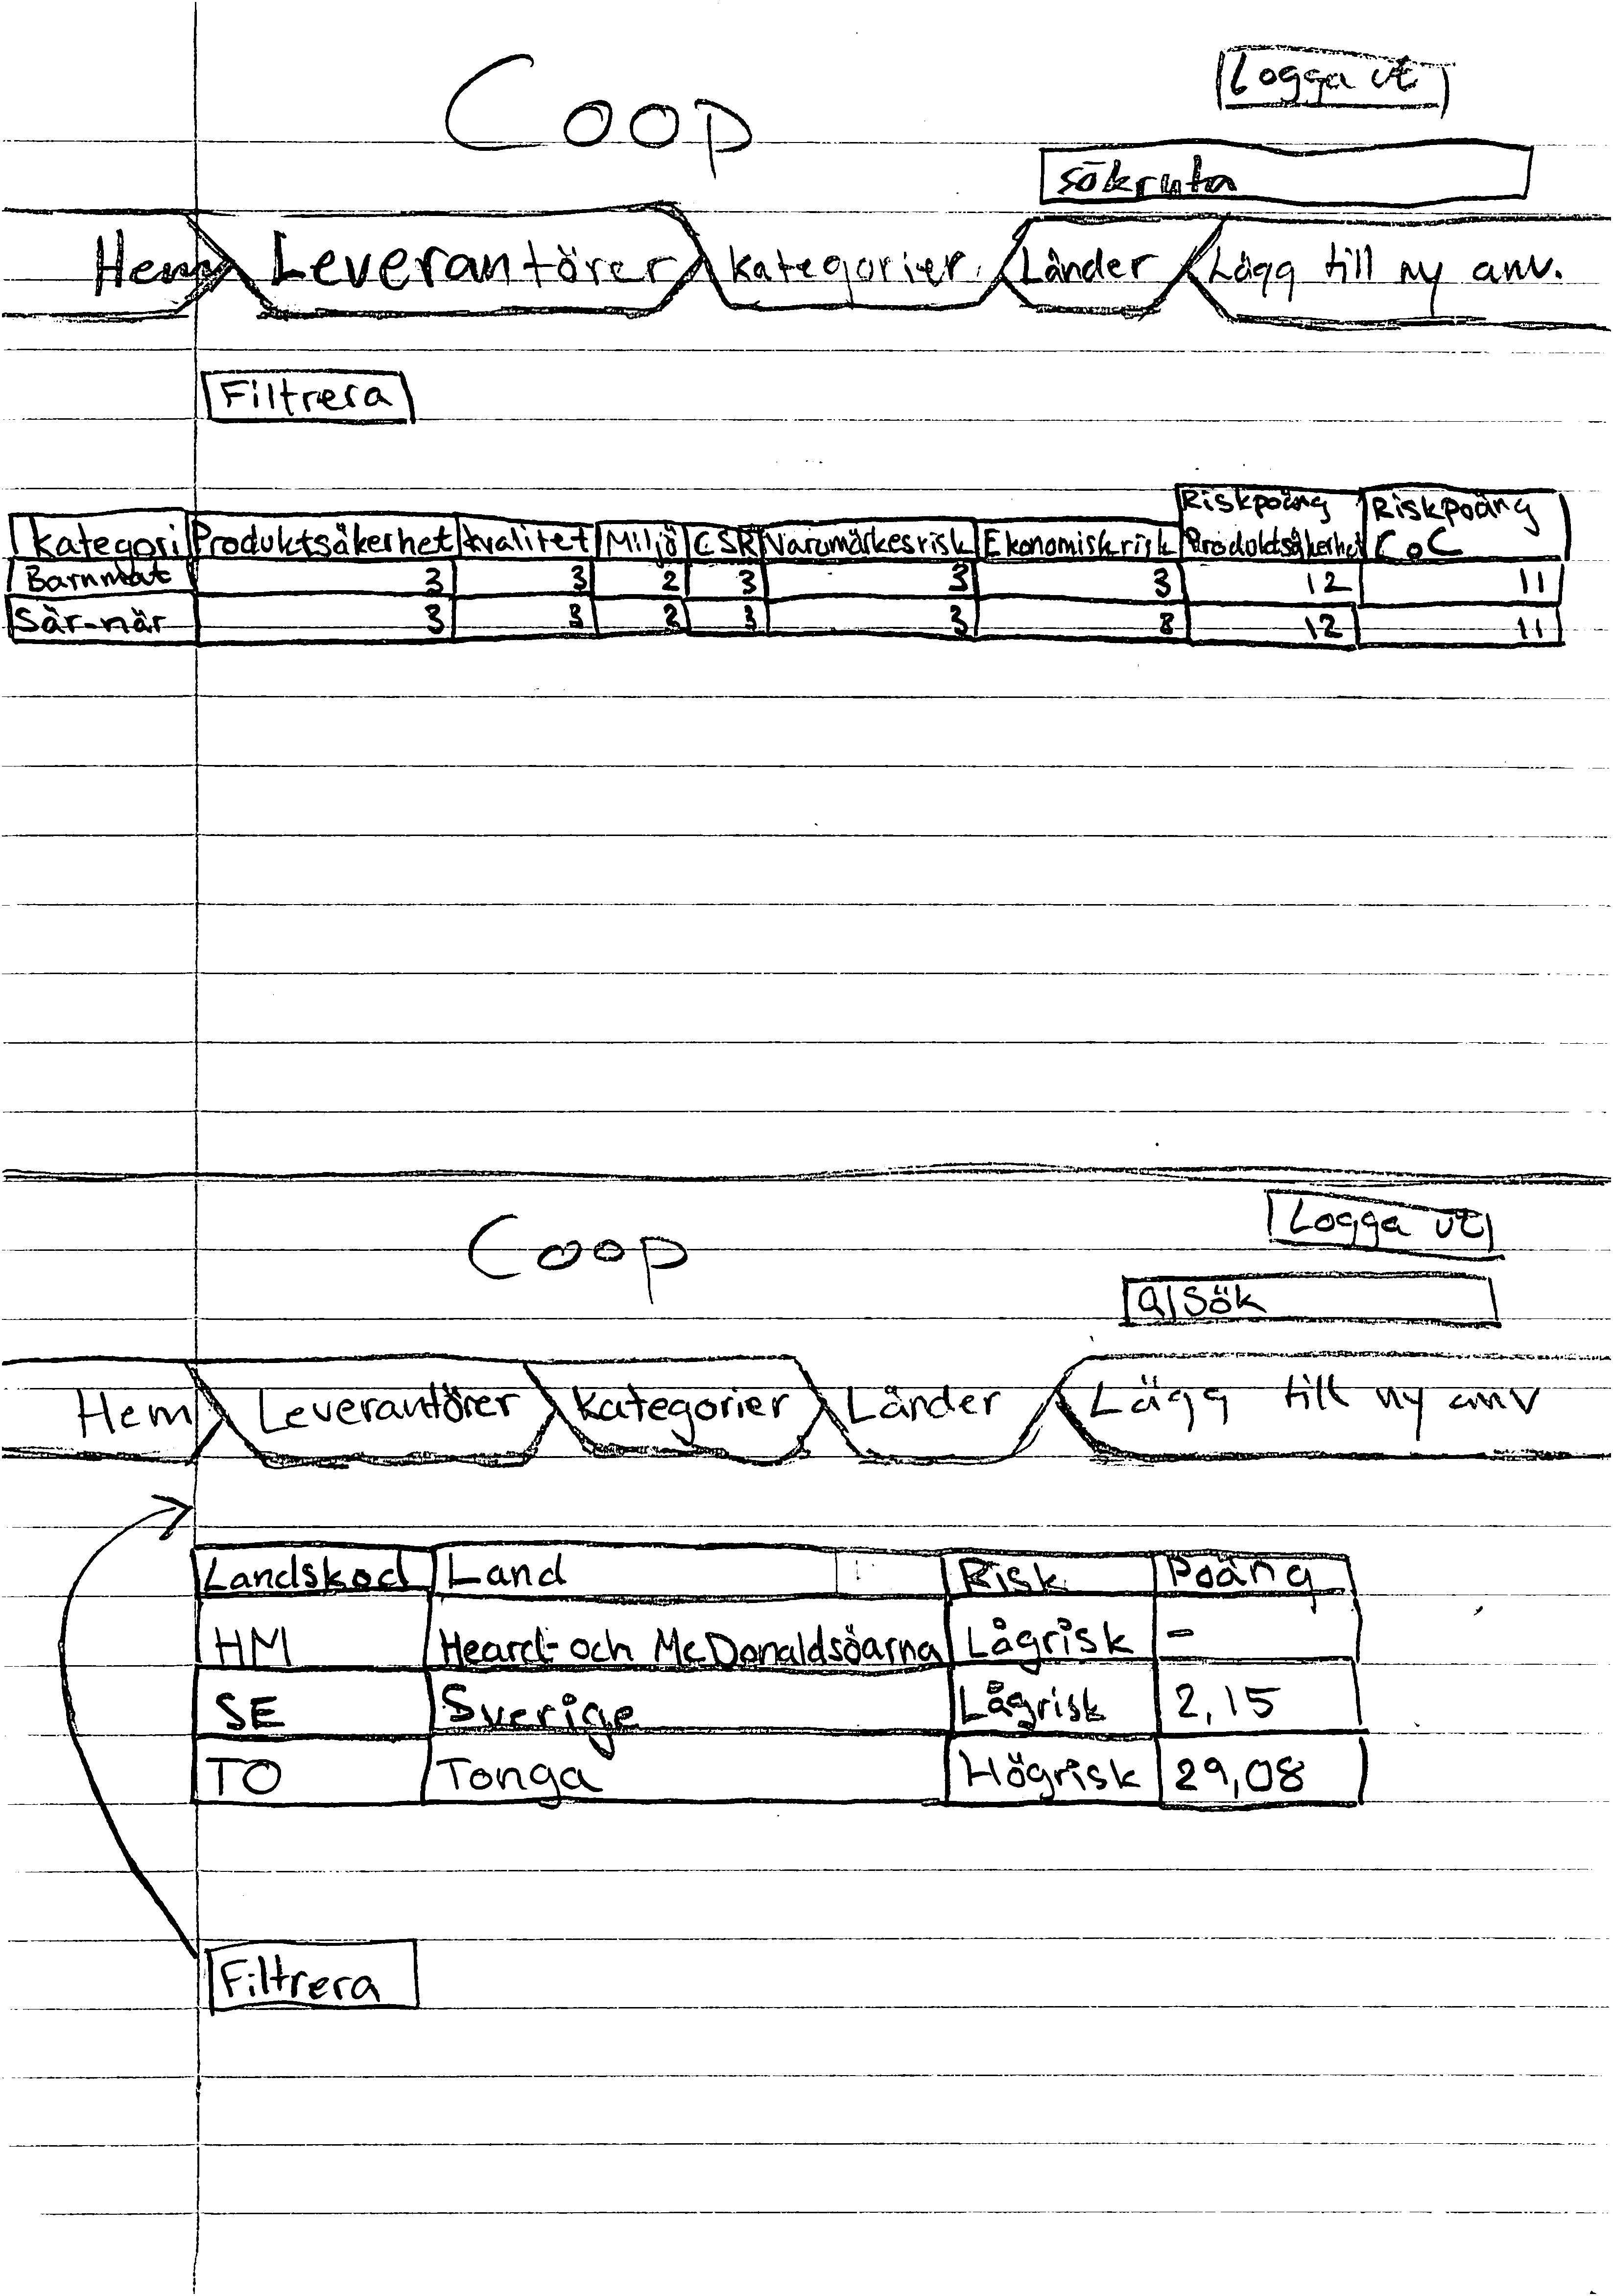 Coop
Logga ut
sökruta
Hem Leverantörer kategorier Länder Lägg till ny anv.
Filtrera
kategori Produktsäkerhet kvalitet Miljö CSR Varumärkesrisk Ekonomisk risk Riskpoäng Produktsäkerhet Riskpoäng CoC
Barnmat 3 3 2 3 3 3 12 11
Sär-när 3 3 2 3 3 3 12 11
Coop
Logga ut
Q Sök
Hem Leverantörer kategorier Länder Lägg till ny anv
Landskod Land Risk Poäng
HM Heard- och McDonaldsöarna Lågrisk -
SE Sverige Lågrisk 2,15
TO Tonga Högrisk 29,08
Filtrera